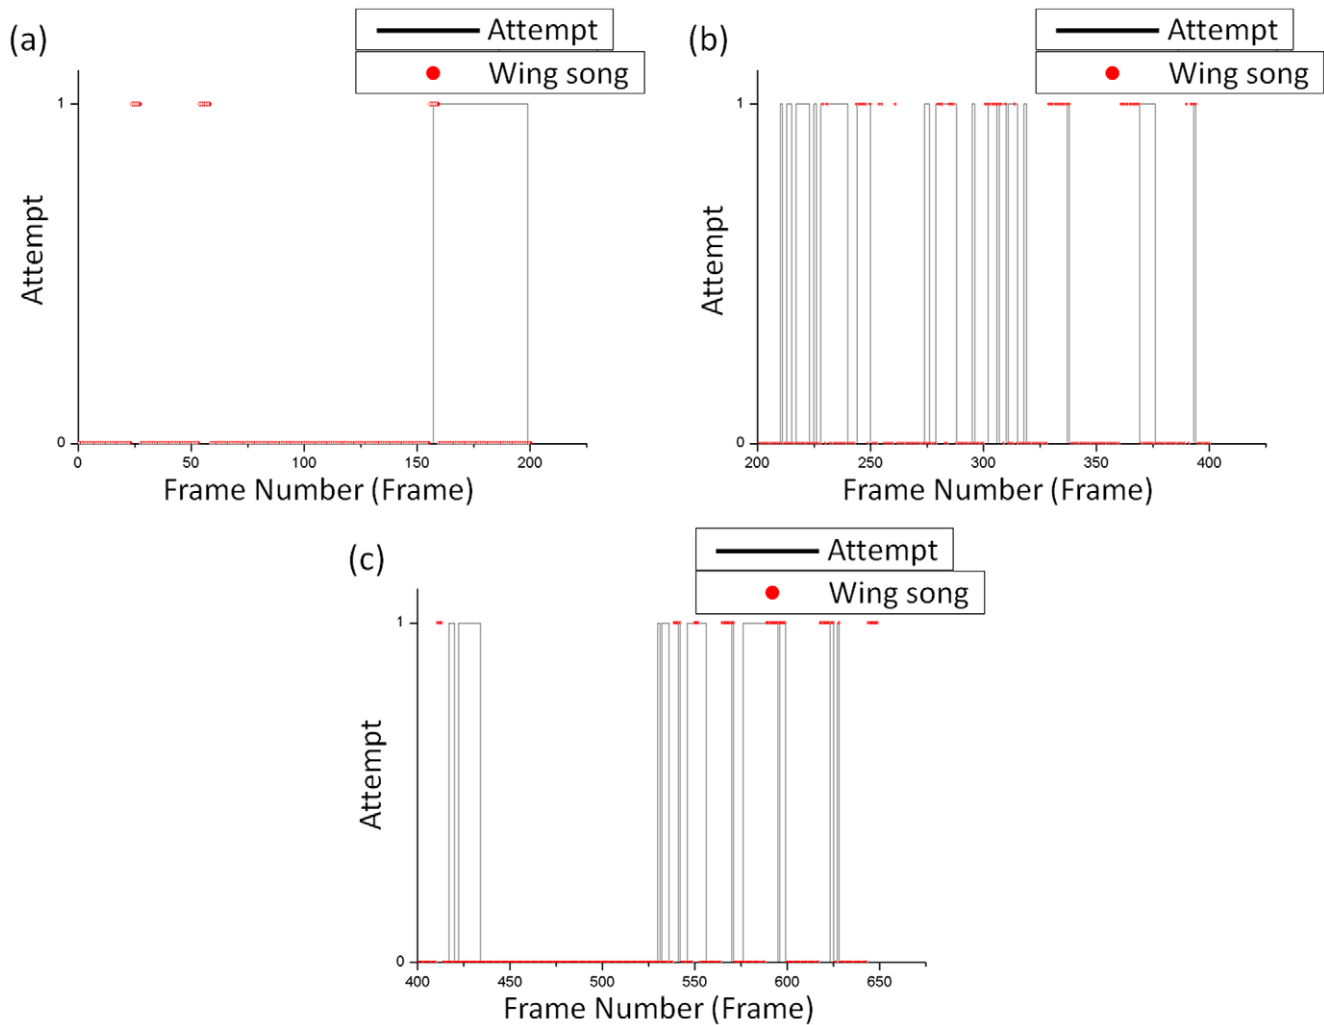 (a)
Attempt
Wing song
1
Attempt
0
0 50 100 150 200
Frame Number (Frame)
(b)
Attempt
Wing song
1
Attempt
0
200 250 300 350 400
Frame Number (Frame)
(c)
Attempt
Wing song
1
Attempt
0
400 450 500 550 600 650
Frame Number (Frame)